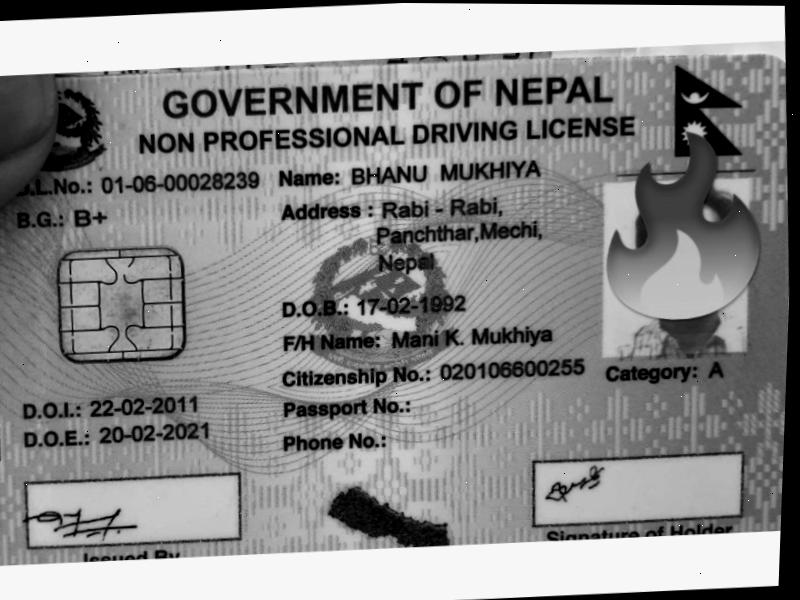 GOVERNMENT OF NEPAL
NON PROFESSIONAL DRIVING LICENSE
D.L.No.: 01-06-00028239
Name: BHANU MUKHIYA
B.G.: B+
Address : Rabi - Rabi,
Panchthar,Mechi,
Nepal
D.O.B.: 17-02-1992
F/H Name: Mani K. Mukhiya
Citizenship No.: 020106600255
Category: A
D.O.I.: 22-02-2011
Passport No.:
D.O.E.: 20-02-2021
Phone No.:
Issued By
Signature of Holder